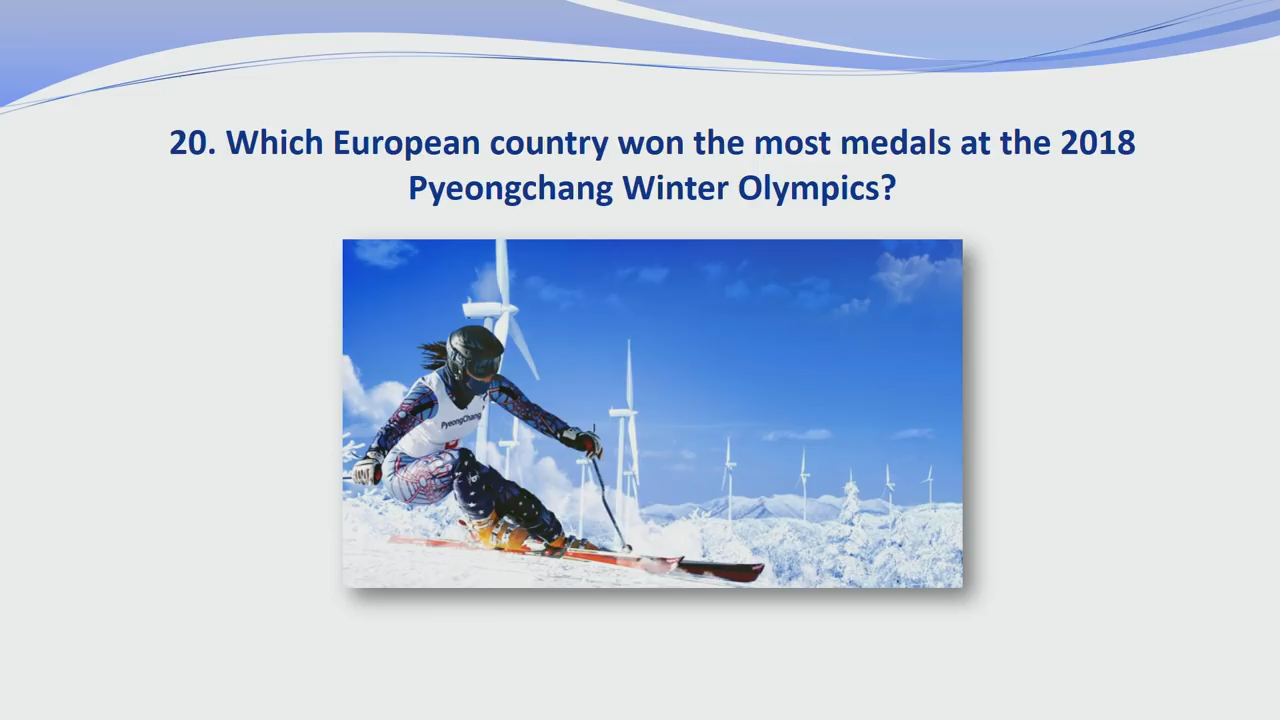 20. Which European country won the most medals at the 2018
Pyeongchang Winter Olympics?
PyeongChang